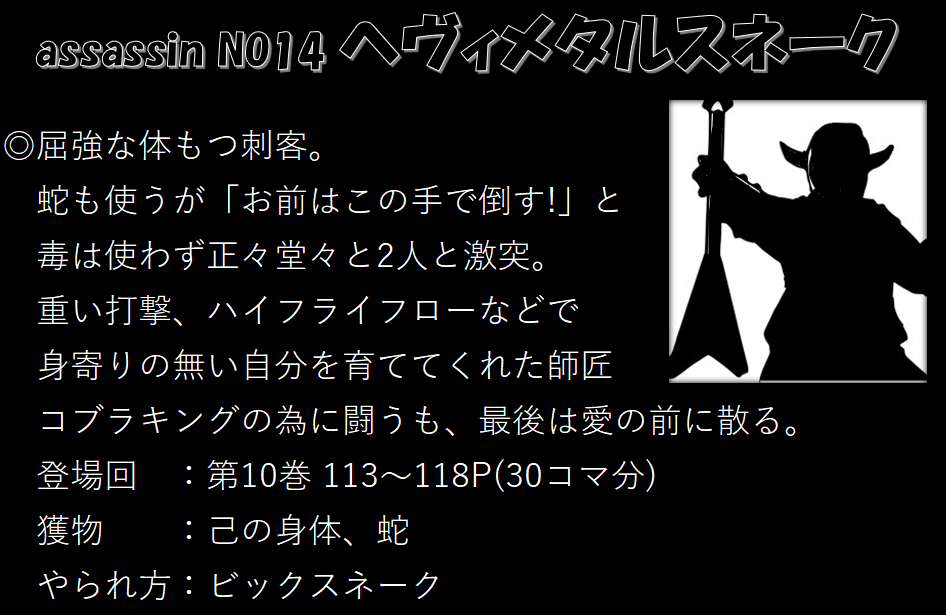 assassin NO14 ヘヴィメタルスネーク
◎屈強な体もつ刺客。
蛇も使うが「お前はこの手で倒す!」と
毒は使わず正々堂々と2人と激突。
重い打撃、ハイフライフローなどで
身寄りの無い自分を育ててくれた師匠
コブラキングの為に闘うも、最後は愛の前に散る。
登場回　：第10巻 113～118P(30コマ分)
獲物　　：己の身体、蛇
やられ方：ビックスネーク